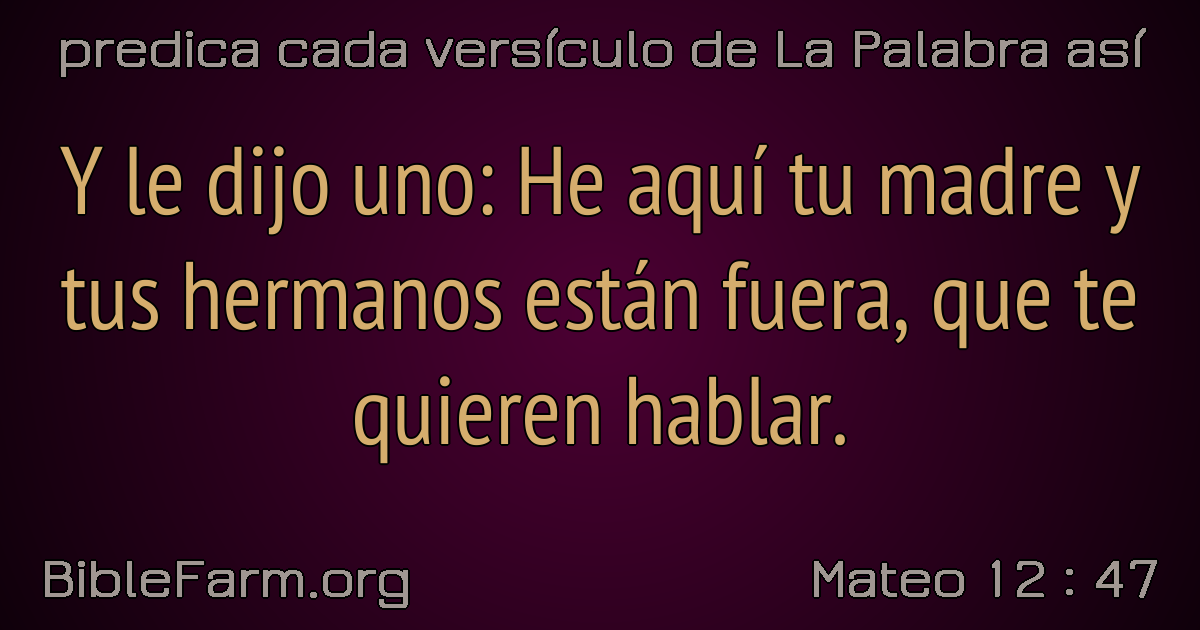 predica cada versículo de La Palabra así
Y le dijo uno: He aquí tu madre y
tus hermanos están fuera, que te
quieren hablar.
BibleFarm.org
Mateo 12 : 47